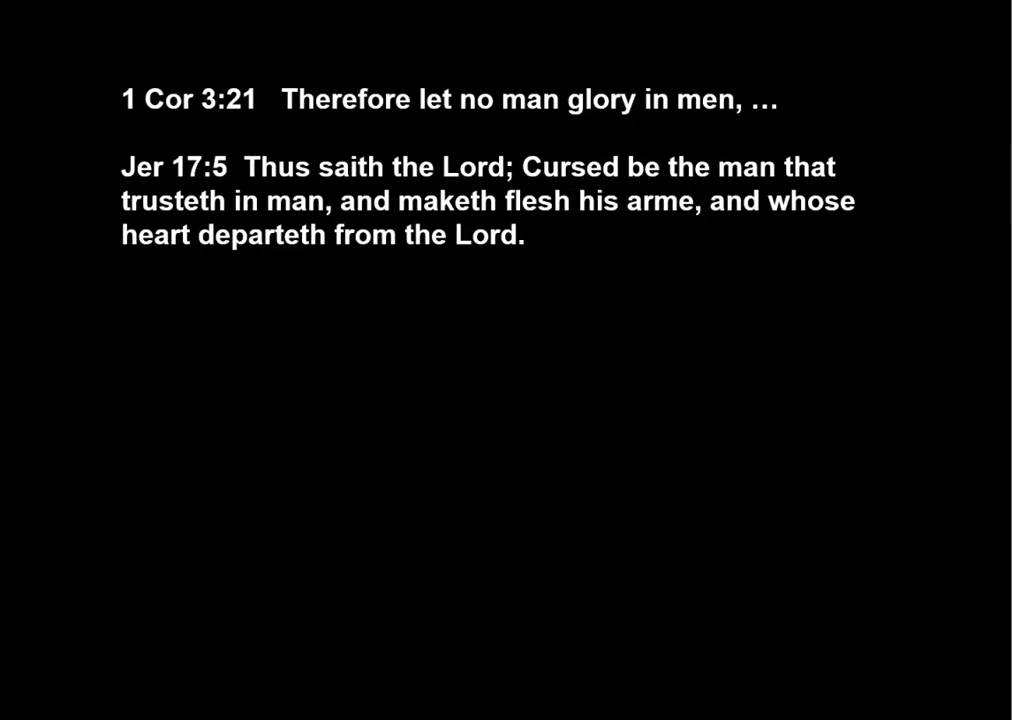 1 Cor 3:21 Therefore let no man glory in men, …
Jer 17:5 Thus saith the Lord; Cursed be the man that
trusteth in man, and maketh flesh his arme, and whose
heart departeth from the Lord.